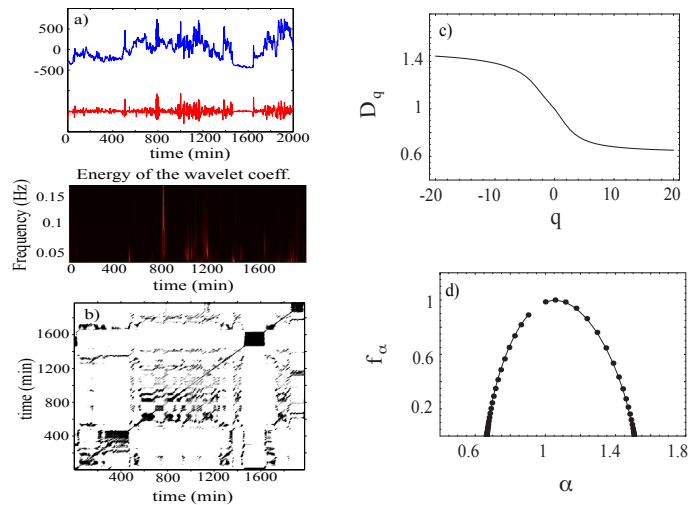 a)
500
0
-500
0 400 800 1200 1600 2000
time (min)
Energy of the wavelet coeff.
Frequency (Hz)
0.15
0.1
0.05
0 400 800 1200 1600
time (min)
b)
time (min)
1600
1200
800
400
400 800 1200 1600
time (min)
c)
D_q
1.4
1
0.6
-20 -10 0 10 20
q
d)
f_α
1
0.6
0.2
0.6 1 1.4 1.8
α